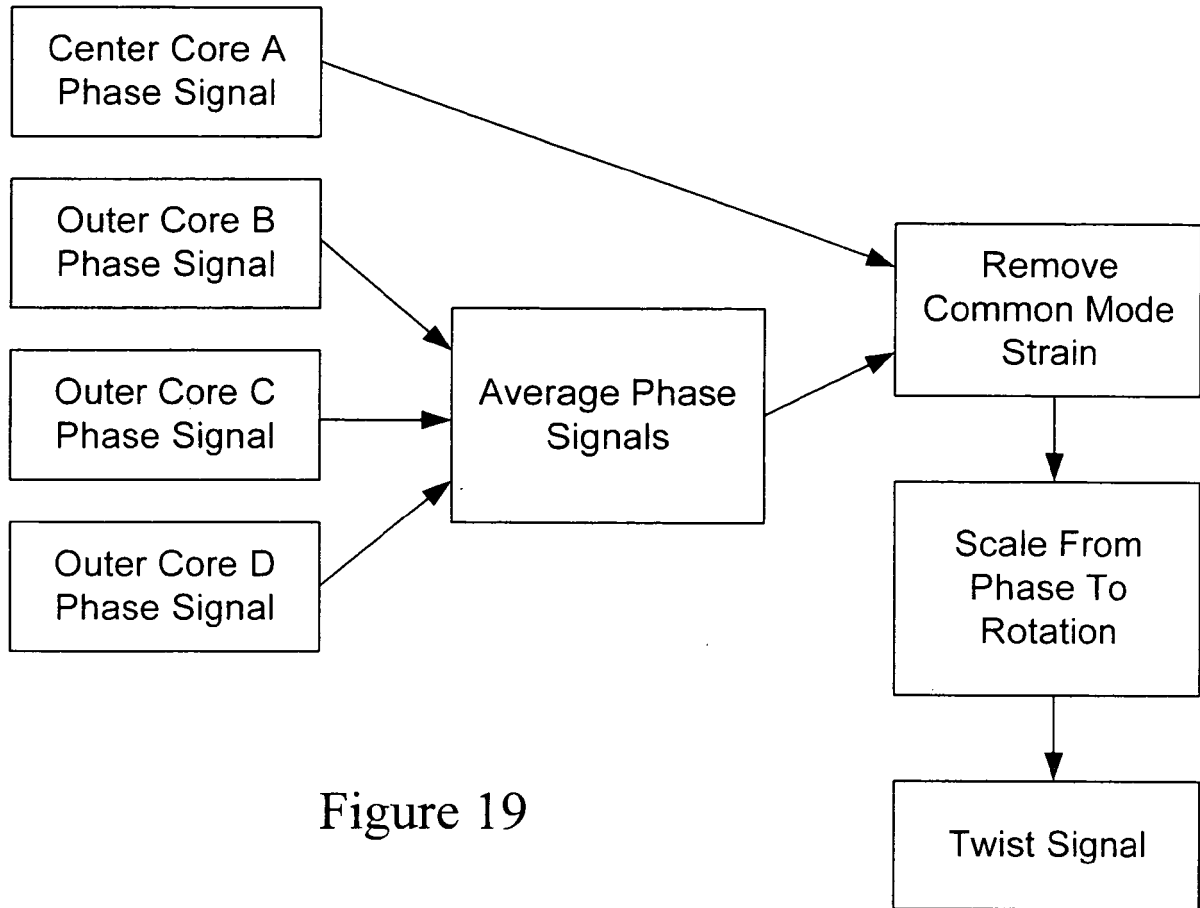 Center Core A
Phase Signal
Outer Core B
Phase Signal
Outer Core C
Phase Signal
Outer Core D
Phase Signal
Average Phase
Signals
Remove
Common Mode
Strain
Scale From
Phase To
Rotation
Twist Signal
Figure 19